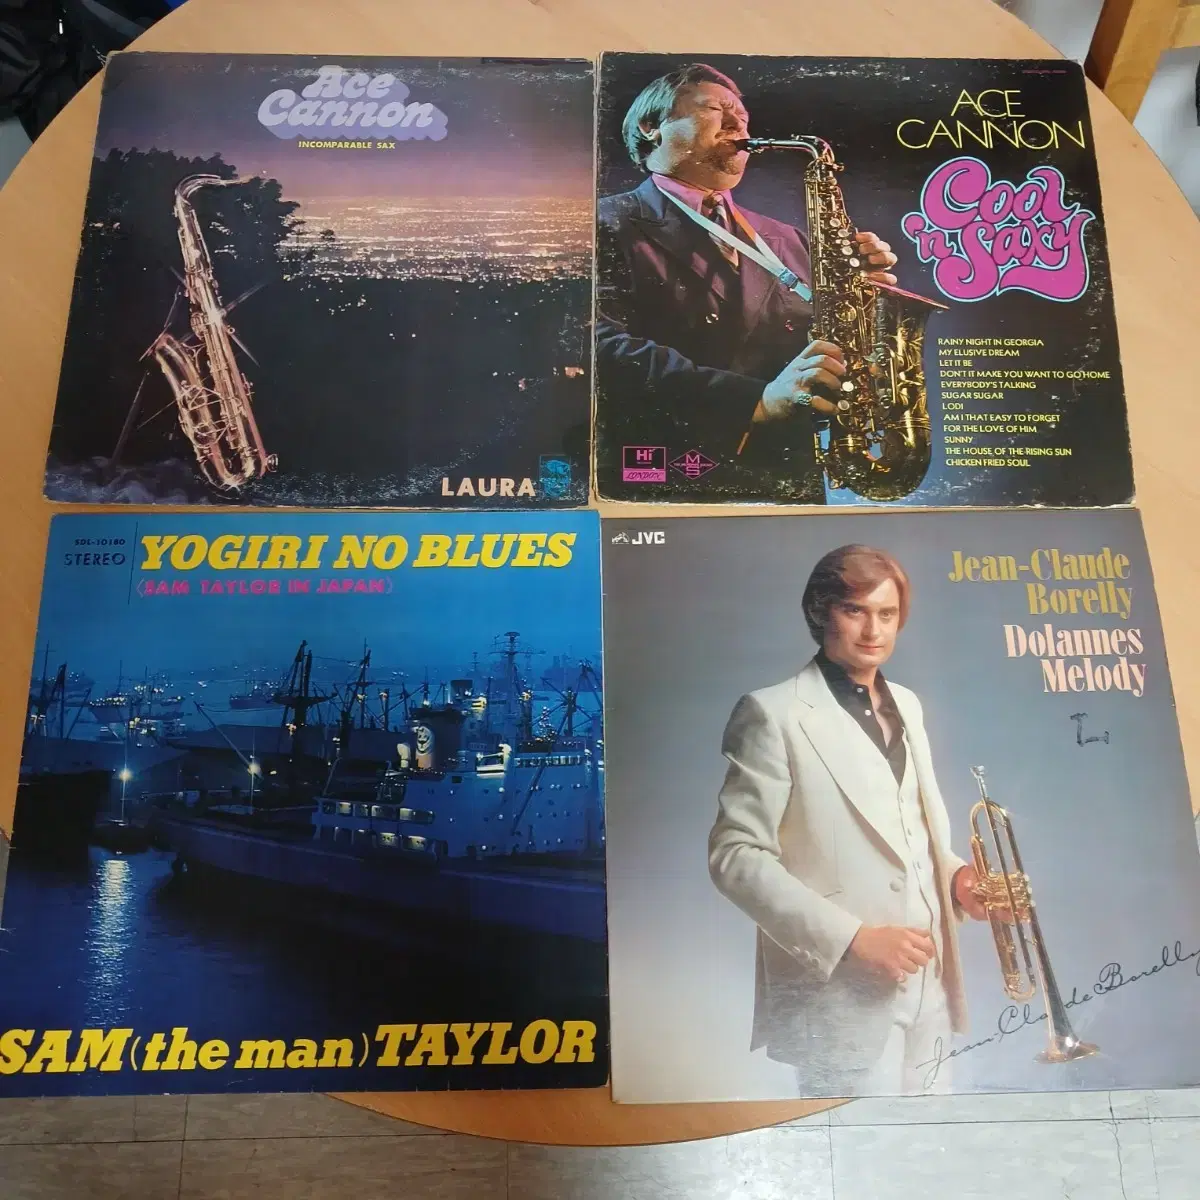 Ace
Cannon
INCOMPARABLE SAX
LAURA
ACE
CANNON
Cool
'n Saxy
RAINY NIGHT IN GEORGIA
MY ELUSIVE DREAM
LET IT BE
DON'T IT MAKE YOU WANT TO GO HOME
EVERYBODY'S TALKING
SUGAR SUGAR
LODI
AM I THAT EASY TO FORGET
FOR THE LOVE OF HIM
SUNNY
THE HOUSE OF THE RISING SUN
CHICKEN FRIED SOUL
Hi
LONDON
M
S
SDL-10180
STEREO
YOGIRI NO BLUES
(SAM TAYLOR IN JAPAN)
SAM (the man) TAYLOR
JVC
Jean-Claude
Borelly
Dolannes
Melody
Jean Claude Borelly